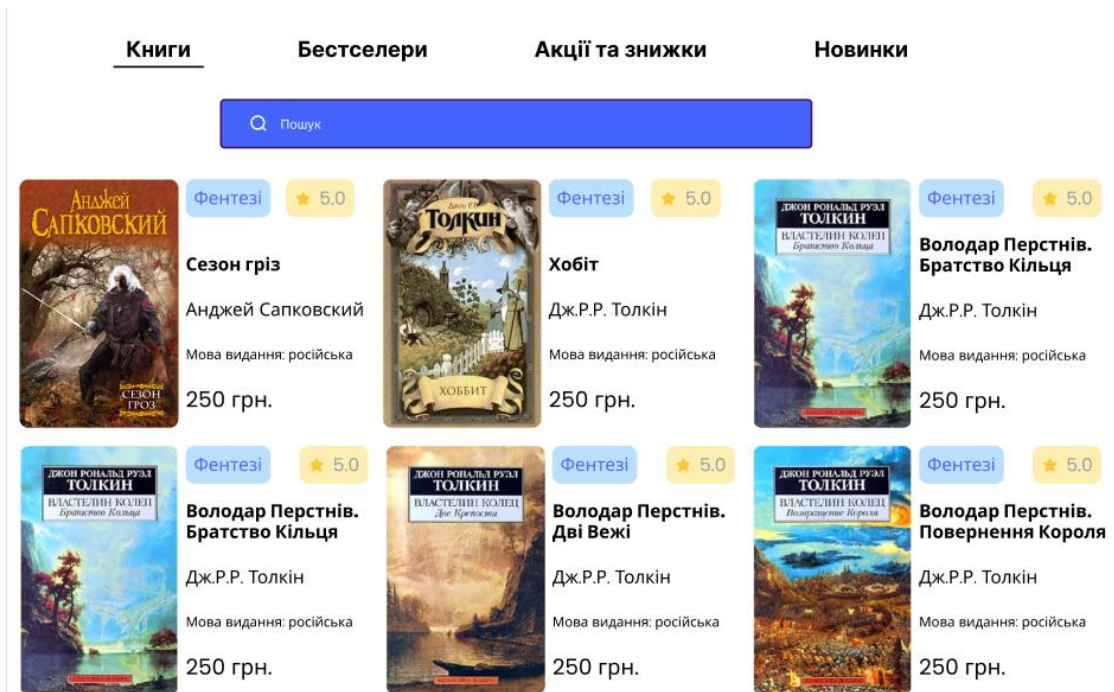 Книги
Бестселери
Акції та знижки
Новинки
Пошук
Анджей
САПКОВСКИЙ
СЕЗОН
ГРОЗ
Фентезі
5.0
Сезон гріз
Анджей Сапковский
Мова видання: російська
250 грн.
Джон Р.Р.
ТОЛКИН
ХОББИТ
Фентезі
5.0
Хобіт
Дж.Р.Р. Толкін
Мова видання: російська
250 грн.
ДЖОН РОНАЛЬД РУЭЛ
ТОЛКИН
ВЛАСТЕЛИН КОЛЕЦ
Братство Кольца
Фентезі
5.0
Володар Перстнів.
Братство Кільця
Дж.Р.Р. Толкін
Мова видання: російська
250 грн.
ДЖОН РОНАЛЬД РУЭЛ
ТОЛКИН
ВЛАСТЕЛИН КОЛЕЦ
Братство Кольца
Фентезі
5.0
Володар Перстнів.
Братство Кільця
Дж.Р.Р. Толкін
Мова видання: російська
250 грн.
ДЖОН РОНАЛЬД РУЭЛ
ТОЛКИН
ВЛАСТЕЛИН КОЛЕЦ
Две Крепости
Фентезі
5.0
Володар Перстнів.
Дві Вежі
Дж.Р.Р. Толкін
Мова видання: російська
250 грн.
ДЖОН РОНАЛЬД РУЭЛ
ТОЛКИН
ВЛАСТЕЛИН КОЛЕЦ
Возвращение Короля
Фентезі
5.0
Володар Перстнів.
Повернення Короля
Дж.Р.Р. Толкін
Мова видання: російська
250 грн.